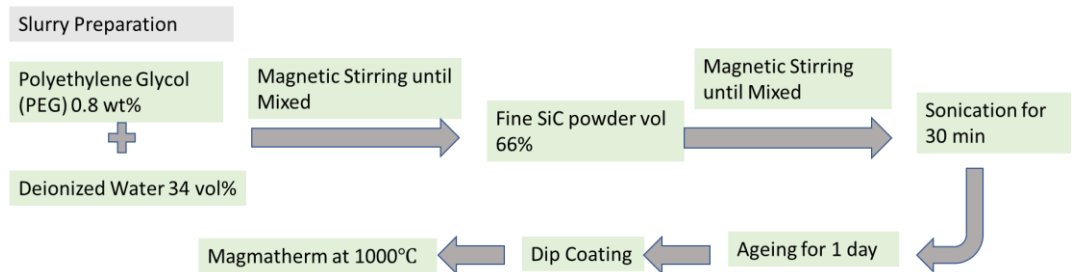 Slurry Preparation
Polyethylene Glycol
(PEG) 0.8 wt%
Deionized Water 34 vol%
Magnetic Stirring until
Mixed
Fine SiC powder vol
66%
Magnetic Stirring
until Mixed
Sonication for
30 min
Ageing for 1 day
Dip Coating
Magmatherm at 1000℃